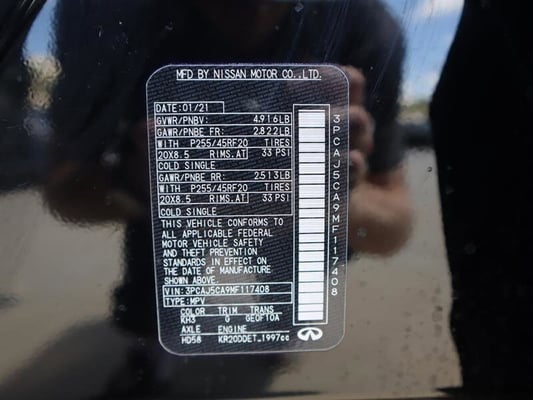 MFD BY NISSAN MOTOR CO.,LTD.
DATE:01/21
GVWR/PNBV: 4,916LB
GAWR/PNBE FR: 2,822LB
WITH P255/45RF20 TIRES
20X8.5 RIMS,AT 33 PSI
COLD SINGLE
GAWR/PNBE RR: 2,513LB
WITH P255/45RF20 TIRES
20X8.5 RIMS,AT 33 PSI
COLD SINGLE
THIS VEHICLE CONFORMS TO
ALL APPLICABLE FEDERAL
MOTOR VEHICLE SAFETY
AND THEFT PREVENTION
STANDARDS IN EFFECT ON
THE DATE OF MANUFACTURE
SHOWN ABOVE.
VIN:3PCAJ5CA9MF117408
TYPE:MPV
COLOR TRIM TRANS
KH3 G GE0F10A
AXLE ENGINE
HD58 KR20DDET_1997cc
3PCAJ5CA9MF117408